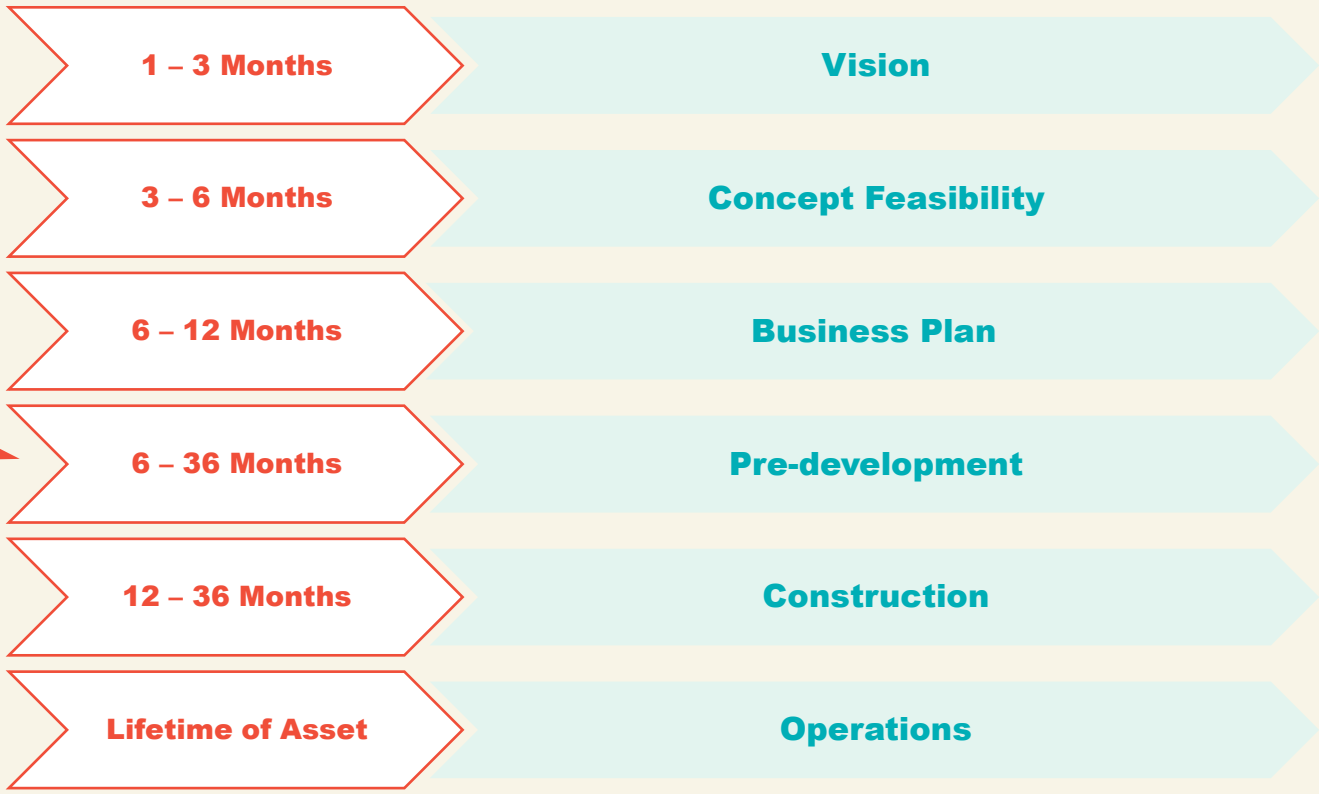 1 – 3 Months
Vision
3 – 6 Months
Concept Feasibility
6 – 12 Months
Business Plan
6 – 36 Months
Pre-development
12 – 36 Months
Construction
Lifetime of Asset
Operations